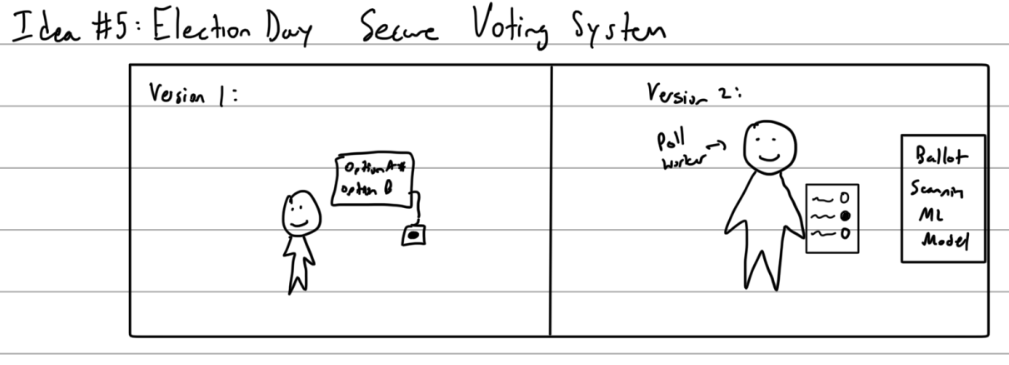 Idea #5: Election Day Secure Voting System
Version 1:
Option A *
Option B
Version 2:
Poll
worker
Ballot
Scanning
ML
Model